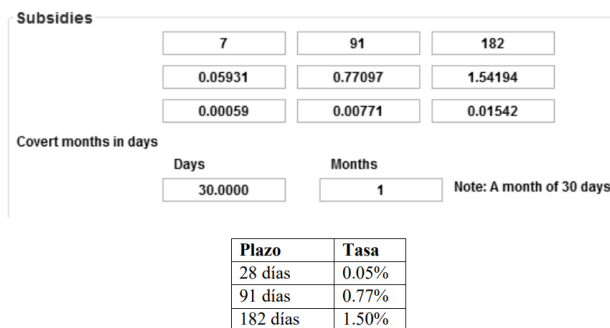 Subsidies
7 91 182
0.05931 0.77097 1.54194
0.00059 0.00771 0.01542
Covert months in days
Days Months
30.0000 1 Note: A month of 30 days
Plazo Tasa
28 días 0.05%
91 días 0.77%
182 días 1.50%